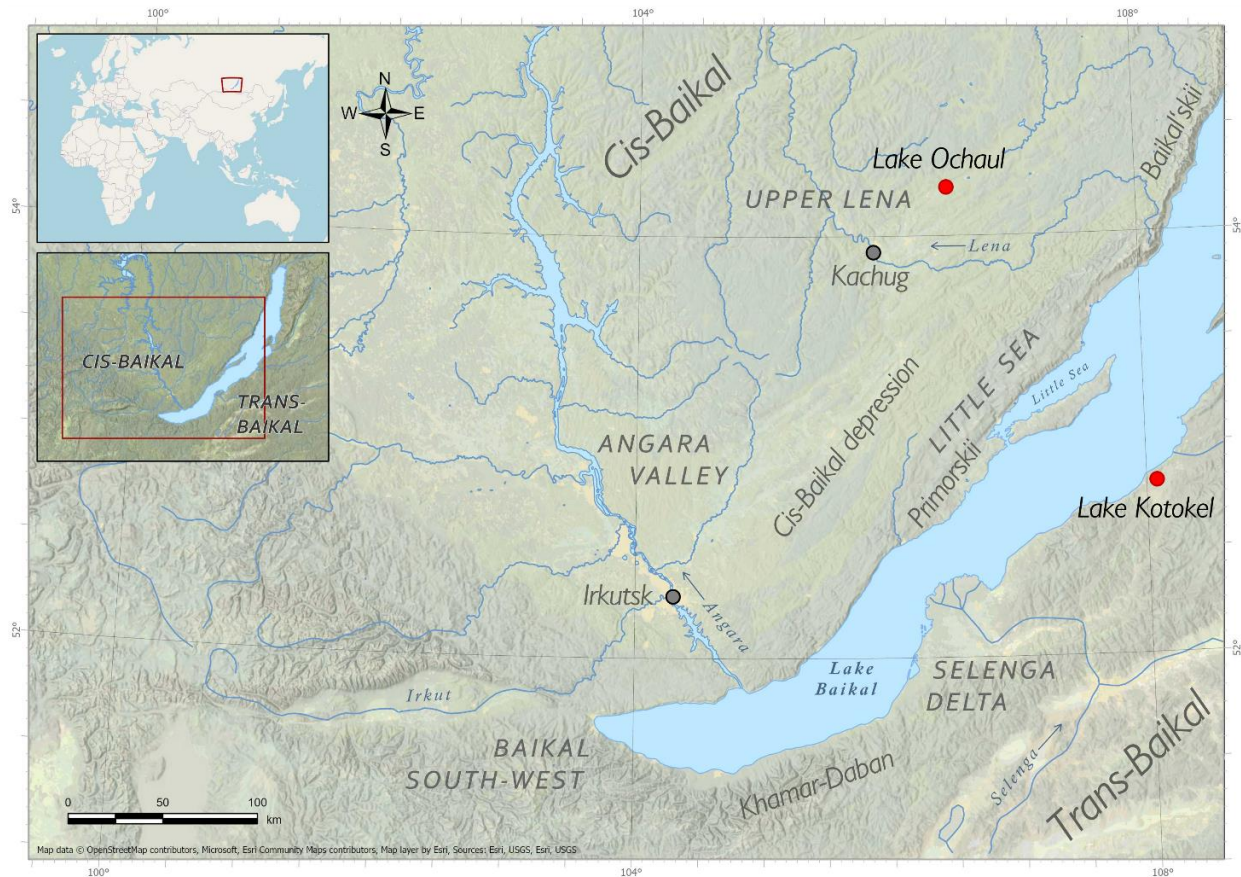 100°
104°
108°
N
W
E
S
Cis-Baikal
Baikal'skii
Lake Ochaul
UPPER LENA
54°
54°
Lena
Kachug
CIS-BAIKAL
TRANS-
BAIKAL
Cis-Baikal depression
LITTLE SEA
Little Sea
Primorskii
ANGARA
VALLEY
Lake Kotokel
Irkutsk
Angara
52°
52°
Lake
Baikal
SELENGA
DELTA
Irkut
BAIKAL
SOUTH-WEST
Khamar-Daban
Selenga
Trans-Baikal
0
50
100
km
Map data © OpenStreetMap contributors, Microsoft, Esri Community Maps contributors, Map layer by Esri, Sources: Esri, USGS, Esri, USGS
100°
104°
108°